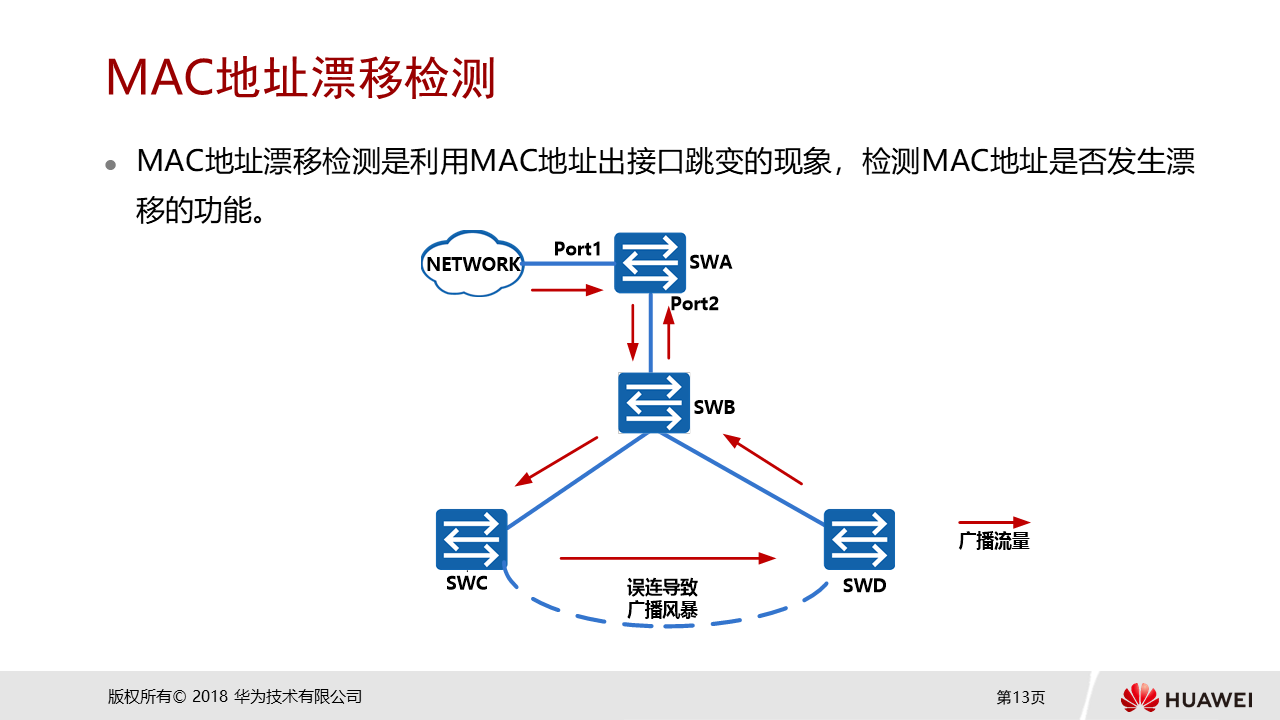 MAC地址漂移检测
● MAC地址漂移检测是利用MAC地址出接口跳变的现象，检测MAC地址是否发生漂
移的功能。
NETWORK
Port1
SWA
Port2
SWB
SWC
SWD
误连导致
广播风暴
广播流量
版权所有© 2018 华为技术有限公司
第13页
HUAWEI